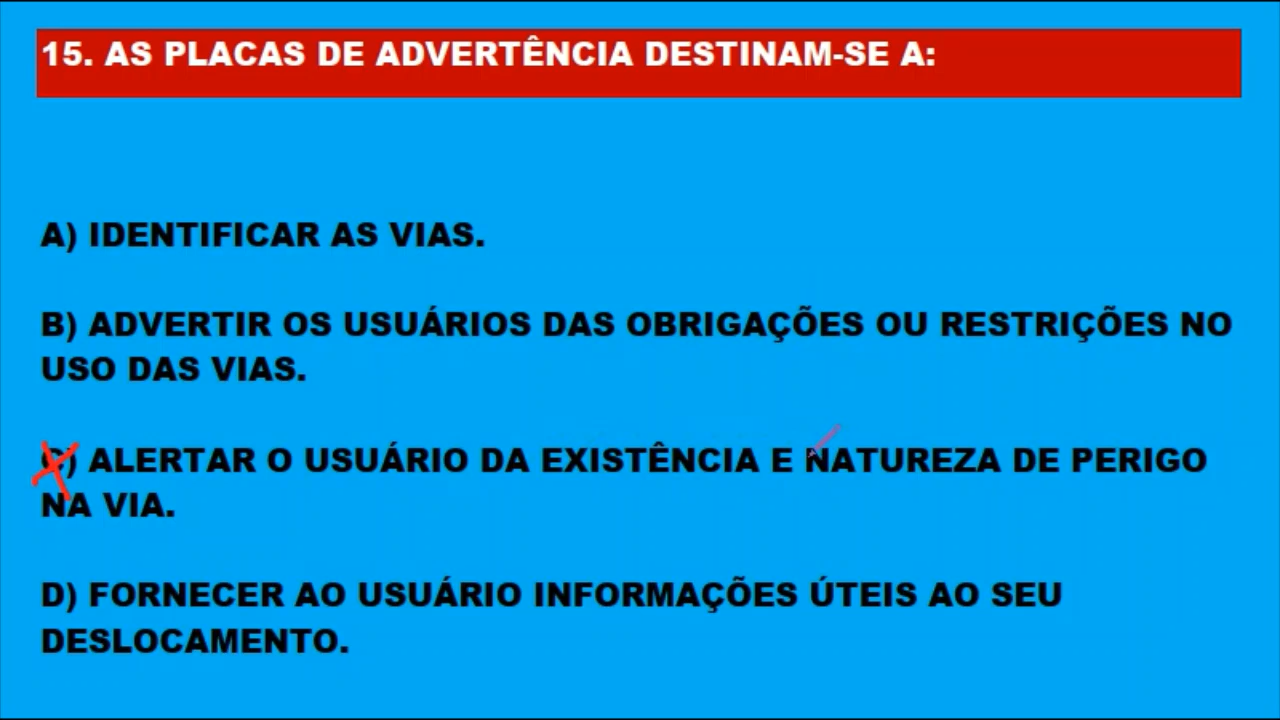 15. AS PLACAS DE ADVERTÊNCIA DESTINAM-SE A:
A) IDENTIFICAR AS VIAS.
B) ADVERTIR OS USUÁRIOS DAS OBRIGAÇÕES OU RESTRIÇÕES NO
USO DAS VIAS.
C) ALERTAR O USUÁRIO DA EXISTÊNCIA E NATUREZA DE PERIGO
NA VIA.
D) FORNECER AO USUÁRIO INFORMAÇÕES ÚTEIS AO SEU
DESLOCAMENTO.